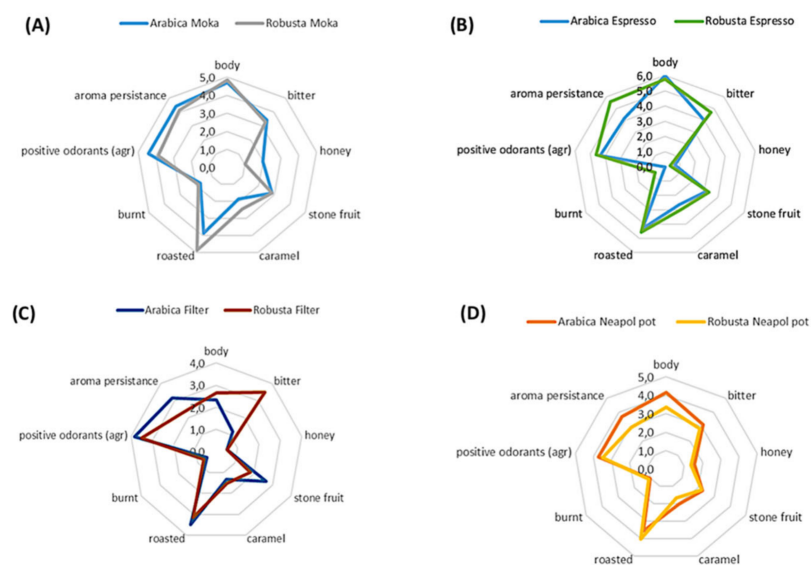 (A)
Arabica Moka
Robusta Moka
body
bitter
honey
stone fruit
caramel
roasted
burnt
positive odorants (agr)
aroma persistance
5,0
4,0
3,0
2,0
1,0
0,0
(B)
Arabica Espresso
Robusta Espresso
body
bitter
honey
stone fruit
caramel
roasted
burnt
positive odorants (agr)
aroma persistance
6,0
5,0
4,0
3,0
2,0
1,0
0,0
(C)
Arabica Filter
Robusta Filter
body
bitter
honey
stone fruit
caramel
roasted
burnt
positive odorants (agr)
aroma persistance
4,0
3,0
2,0
1,0
0,0
(D)
Arabica Neapol pot
Robusta Neapol pot
body
bitter
honey
stone fruit
caramel
roasted
burnt
positive odorants (agr)
aroma persistance
5,0
4,0
3,0
2,0
1,0
0,0